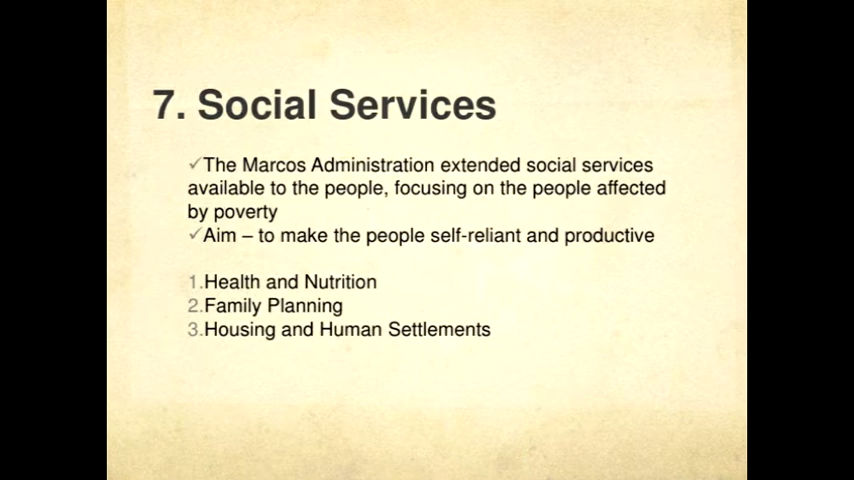 7. Social Services
✓The Marcos Administration extended social services
available to the people, focusing on the people affected
by poverty
✓Aim – to make the people self-reliant and productive
1.Health and Nutrition
2.Family Planning
3.Housing and Human Settlements